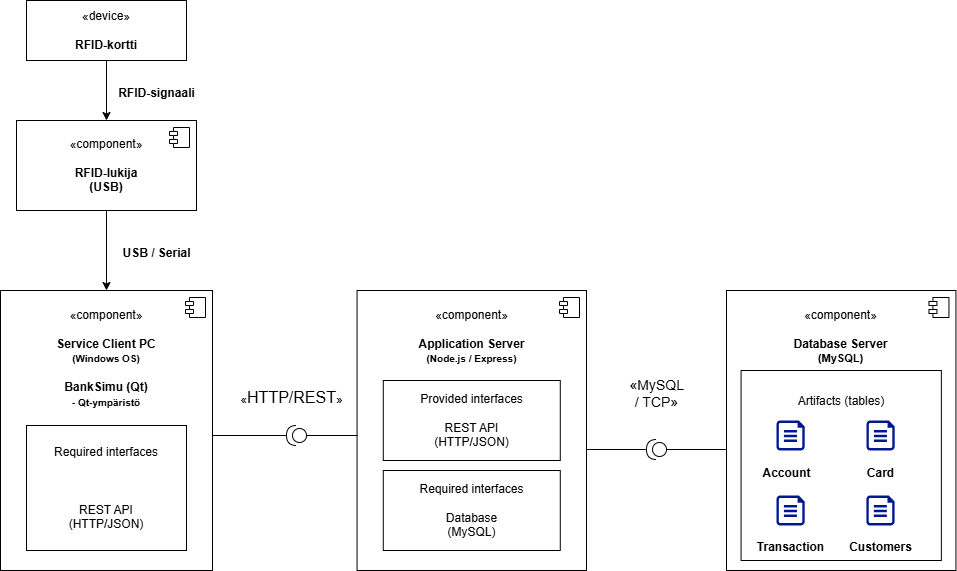 «device»
RFID-kortti
RFID-signaali
«component»
RFID-lukija
(USB)
USB / Serial
«component»
Service Client PC
(Windows OS)
BankSimu (Qt)
- Qt-ympäristö
Required interfaces
REST API
(HTTP/JSON)
«HTTP/REST»
«component»
Application Server
(Node.js / Express)
Provided interfaces
REST API
(HTTP/JSON)
Required interfaces
Database
(MySQL)
«MySQL
/ TCP»
«component»
Database Server
(MySQL)
Artifacts (tables)
Account
Card
Transaction
Customers